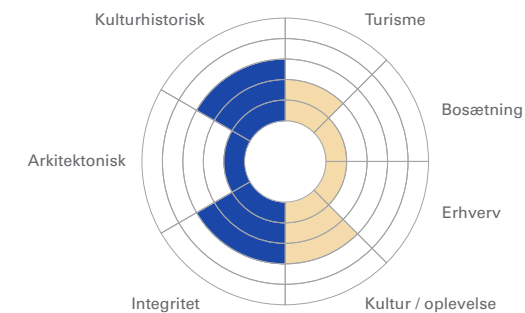 Kulturhistorisk
Turisme
Bosætning
Arkitektonisk
Erhverv
Integritet
Kultur / oplevelse